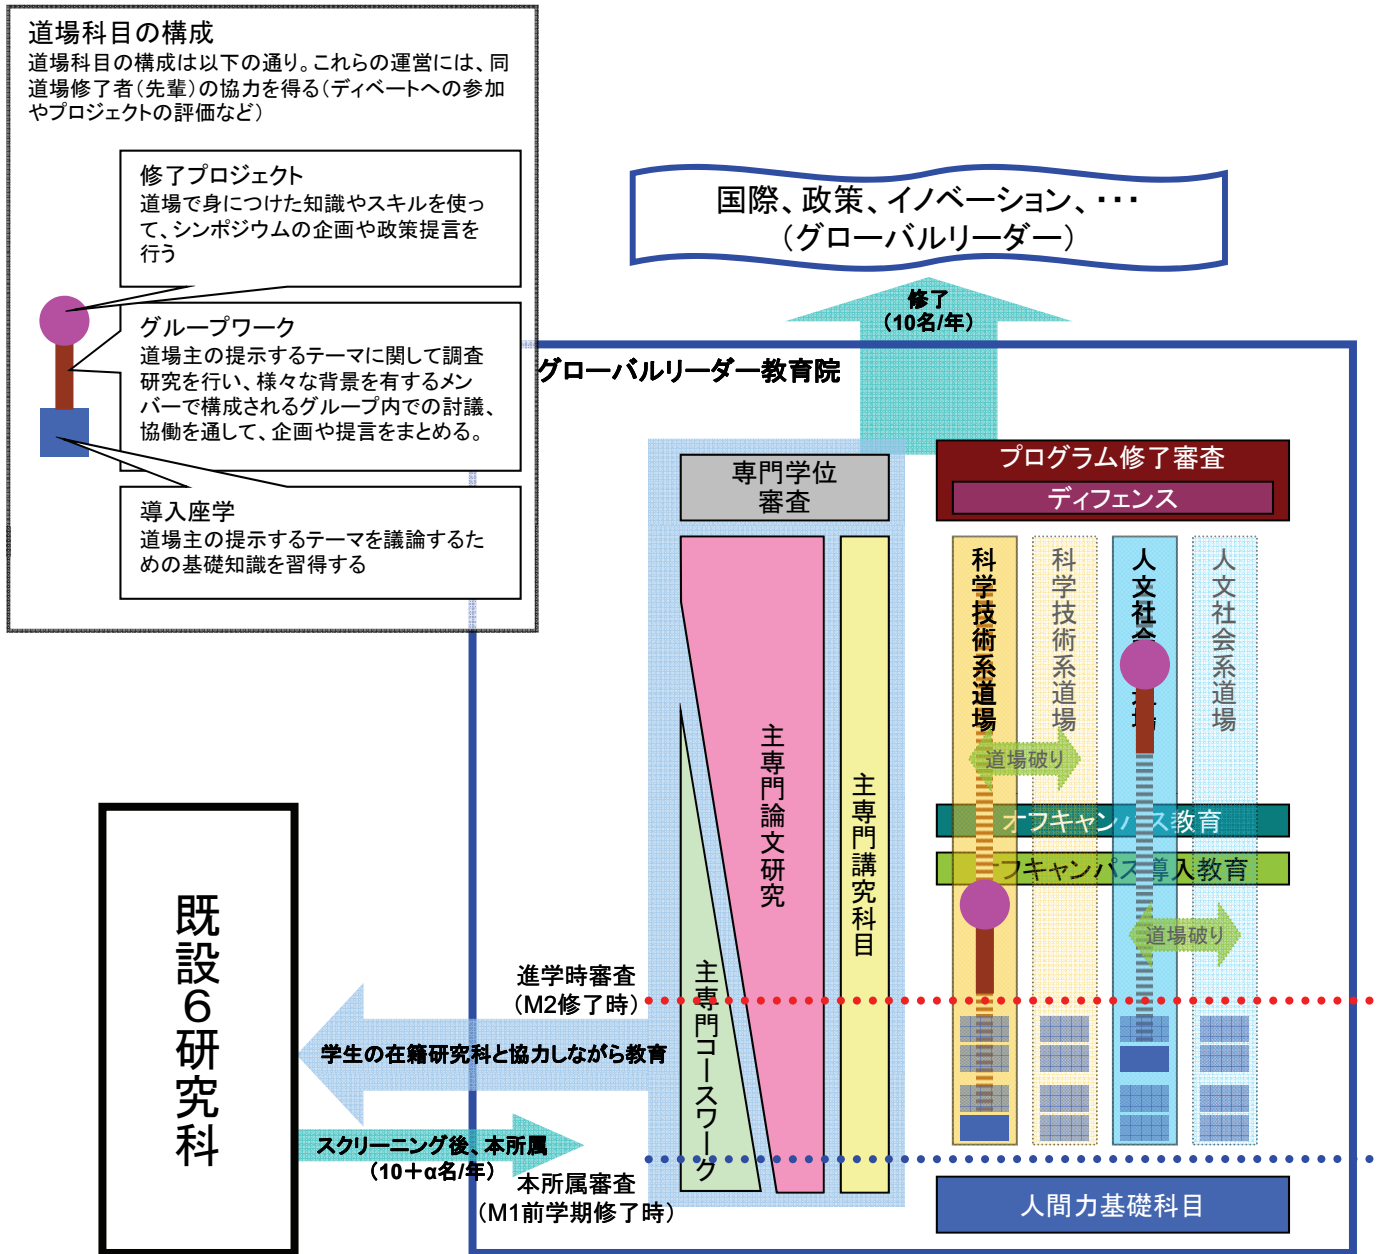 道場科目の構成
道場科目の構成は以下の通り。これらの運営には、同
道場修了者(先輩)の協力を得る(ディベートへの参加
やプロジェクトの評価など)
修了プロジェクト
道場で身につけた知識やスキルを使っ
て、シンポジウムの企画や政策提言を
行う
グループワーク
道場主の提示するテーマに関して調査
研究を行い、様々な背景を有するメン
バーで構成されるグループ内での討議、
協働を通して、企画や提言をまとめる。
導入座学
道場主の提示するテーマを議論するた
めの基礎知識を習得する
国際、政策、イノベーション、・・・
(グローバルリーダー)
修了
(10名/年)
グローバルリーダー教育院
専門学位
審査
プログラム修了審査
ディフェンス
主専門論文研究
主専門講究科目
主専門コースワーク
科学技術系道場
科学技術系道場
人文社会
場
人文社会系道場
道場破り
オフキャンパス教育
オフキャンパス導入教育
道場破り
既設6研究科
進学時審査
(M2修了時)
学生の在籍研究科と協力しながら教育
スクリーニング後、本所属
(10+α名/年)
本所属審査
(M1前学期修了時)
人間力基礎科目